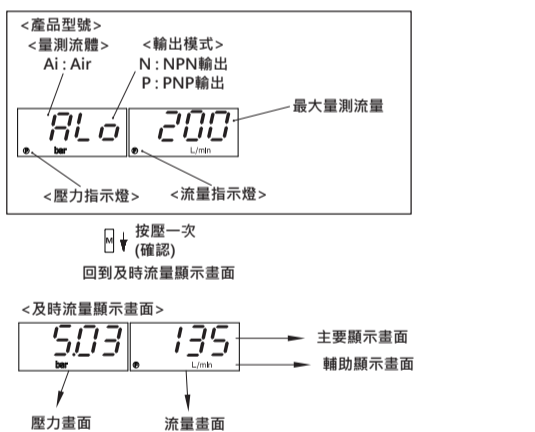 <產品型號>
<量測流體> <輸出模式>
Ai : Air N : NPN輸出
P : PNP輸出
ALo 200 最大量測流量
P bar P L/min
<壓力指示燈> <流量指示燈>
M 按壓一次
(確認)
回到及時流量顯示畫面
<及時流量顯示畫面>
5.03 135 主要顯示畫面
bar P L/min 輔助顯示畫面
壓力畫面 流量畫面